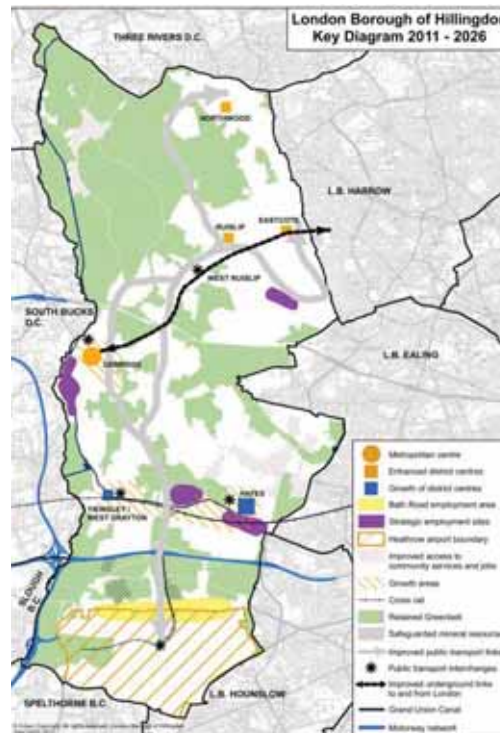 London Borough of Hillingdon
Key Diagram 2011 - 2026
THREE RIVERS D.C.
NORTHWOOD
L.B. HARROW
RUISLIP
EASTCOTE
WEST RUISLIP
SOUTH BUCKS
D.C.
UXBRIDGE
L.B. EALING
HAYES
YIEWSLEY /
WEST DRAYTON
SLOUGH
B.C.
L.B. HOUNSLOW
SPELTHORNE B.C.
Metropolitan centre
Enhanced district centres
Growth of district centres
Bath Road employment area
Strategic employment sites
Heathrow airport boundary
Improved access to
community services and jobs
Growth areas
Cross rail
Retained Greenbelt
Safeguarded mineral resource
Improved public transport links
Public transport interchanges
Improved underground links
to and from London
Grand Union Canal
Motorway network